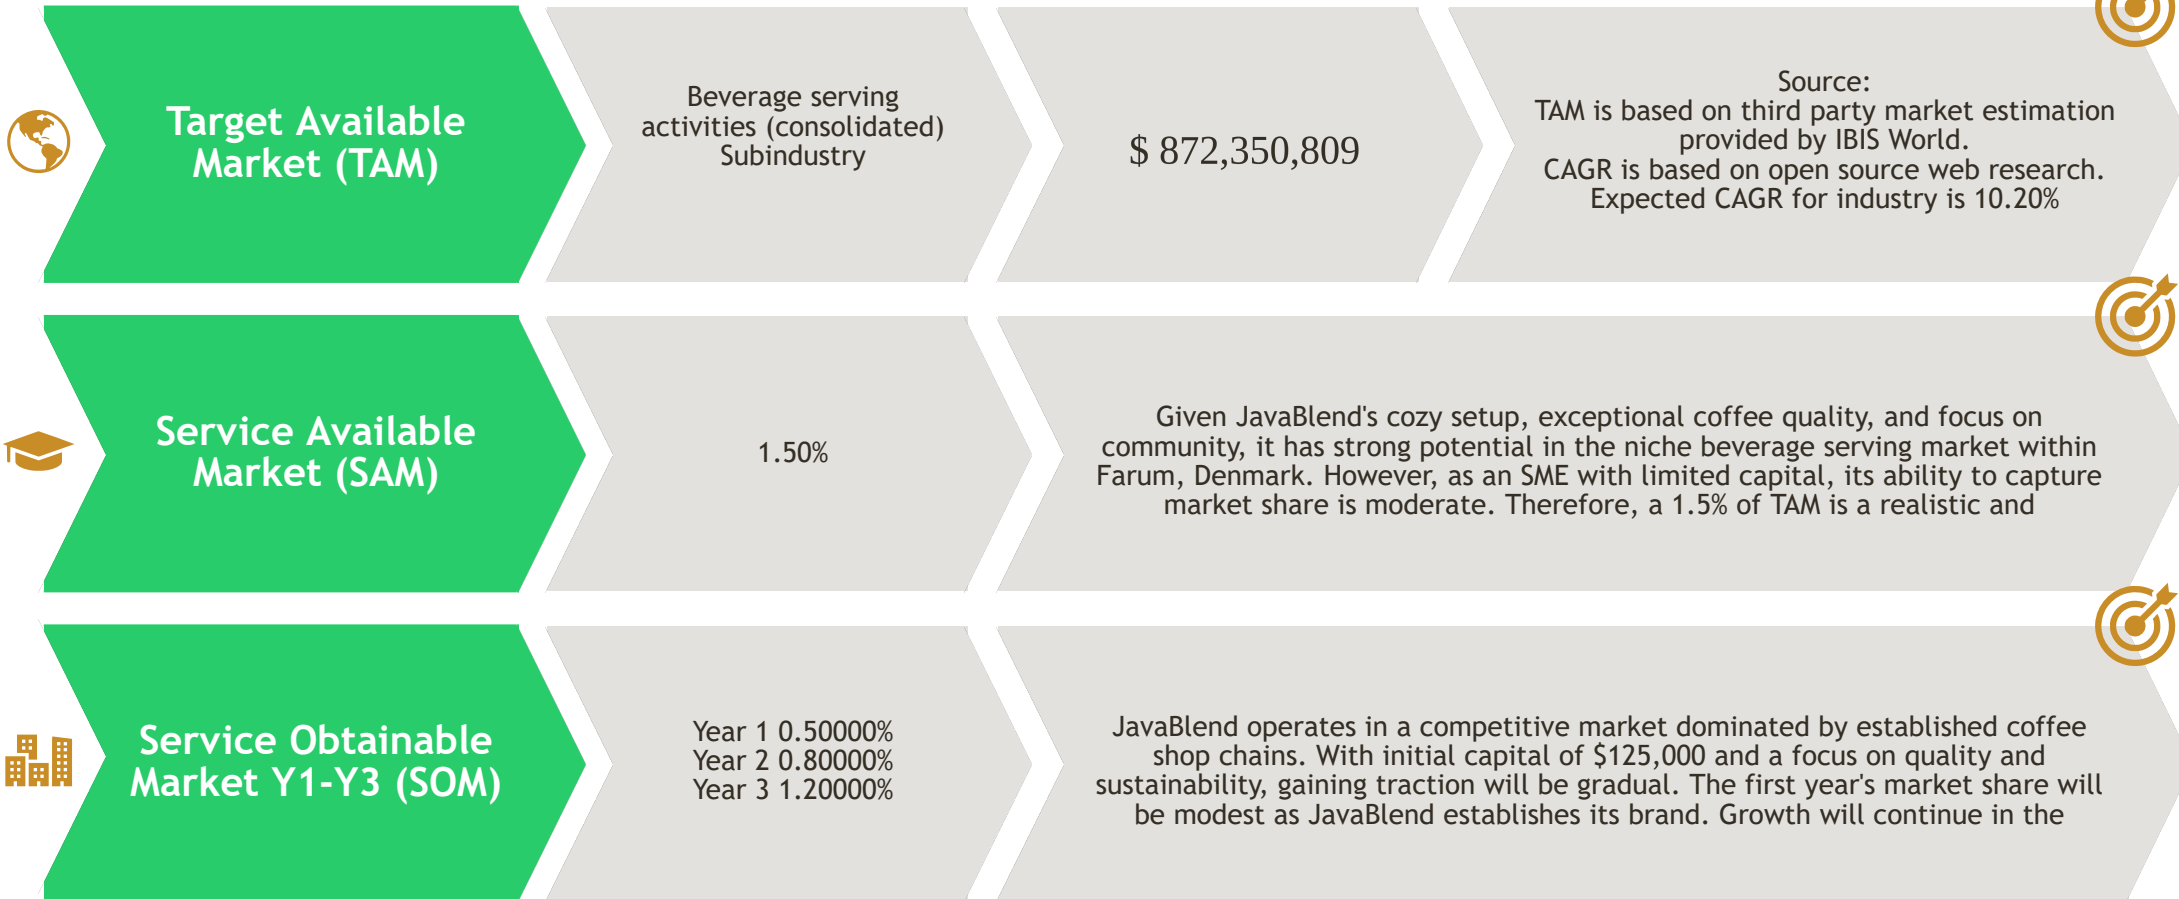 Target Available
Market (TAM)
Beverage serving
activities (consolidated)
Subindustry
$ 872,350,809
Source:
TAM is based on third party market estimation
provided by IBIS World.
CAGR is based on open source web research.
Expected CAGR for industry is 10.20%
Service Available
Market (SAM)
1.50%
Given JavaBlend's cozy setup, exceptional coffee quality, and focus on
community, it has strong potential in the niche beverage serving market within
Farum, Denmark. However, as an SME with limited capital, its ability to capture
market share is moderate. Therefore, a 1.5% of TAM is a realistic and
Service Obtainable
Market Y1-Y3 (SOM)
Year 1 0.50000%
Year 2 0.80000%
Year 3 1.20000%
JavaBlend operates in a competitive market dominated by established coffee
shop chains. With initial capital of $125,000 and a focus on quality and
sustainability, gaining traction will be gradual. The first year's market share will
be modest as JavaBlend establishes its brand. Growth will continue in the